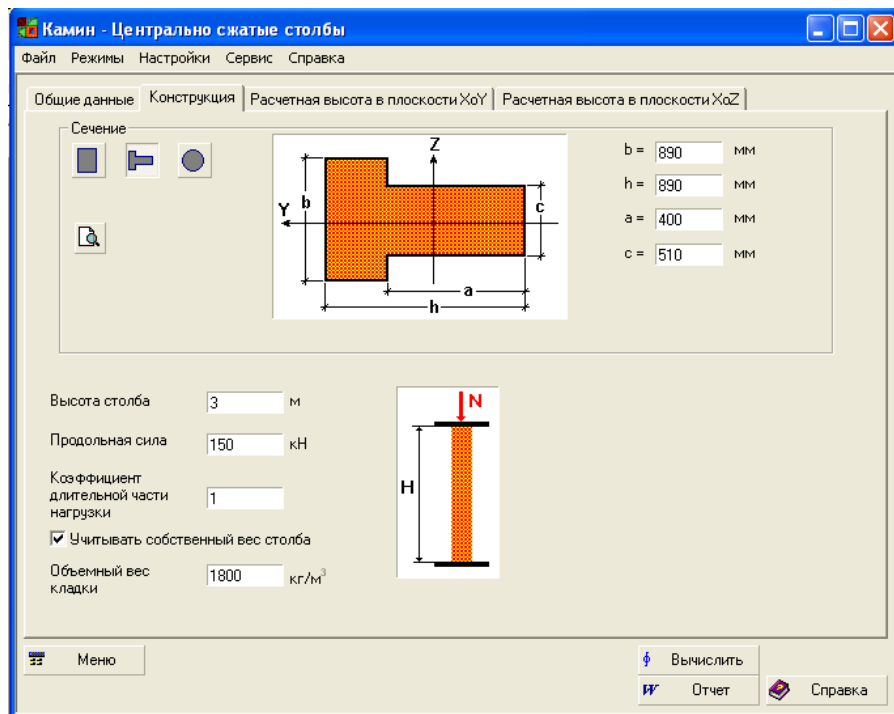 Камин - Центрально сжатые столбы
Файл Режимы Настройки Сервис Справка
Общие данные Конструкция Расчетная высота в плоскости XoY Расчетная высота в плоскости XoZ
Сечение
Z
Y
b
c
a
h
b = 890 мм
h = 890 мм
a = 400 мм
c = 510 мм
Высота столба 3 м
Продольная сила 150 кН
Коэффициент
длительной части
нагрузки
1
Учитывать собственный вес столба
Объемный вес
кладки
1800 кг/м³
N
H
Меню
Вычислить
W Отчет
Справка